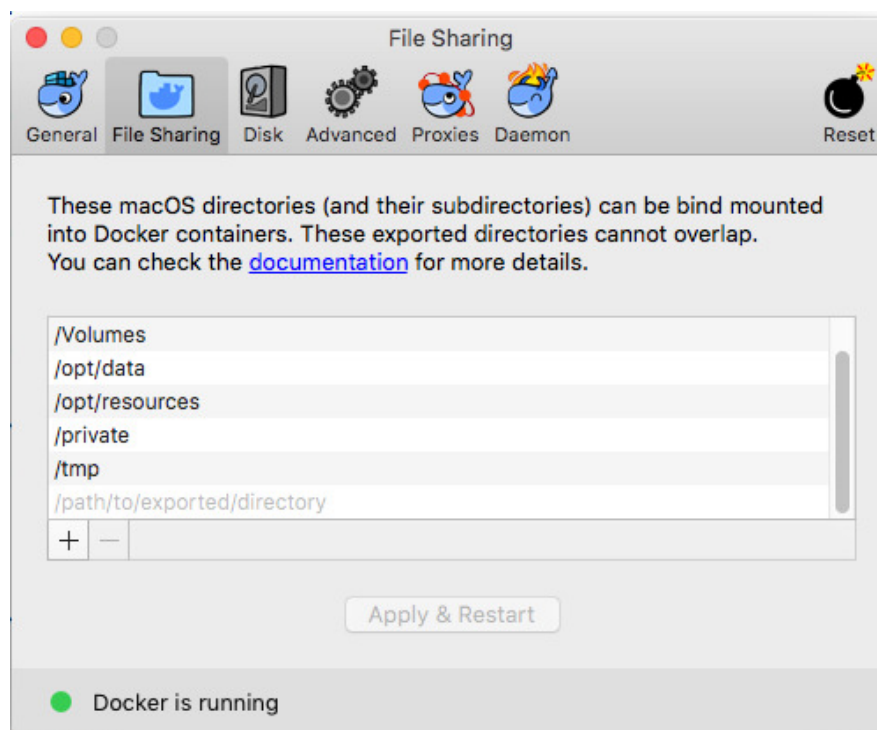 File Sharing
General File Sharing Disk Advanced Proxies Daemon Reset
These macOS directories (and their subdirectories) can be bind mounted
into Docker containers. These exported directories cannot overlap.
You can check the documentation for more details.
/Volumes
/opt/data
/opt/resources
/private
/tmp
/path/to/exported/directory
Apply & Restart
Docker is running